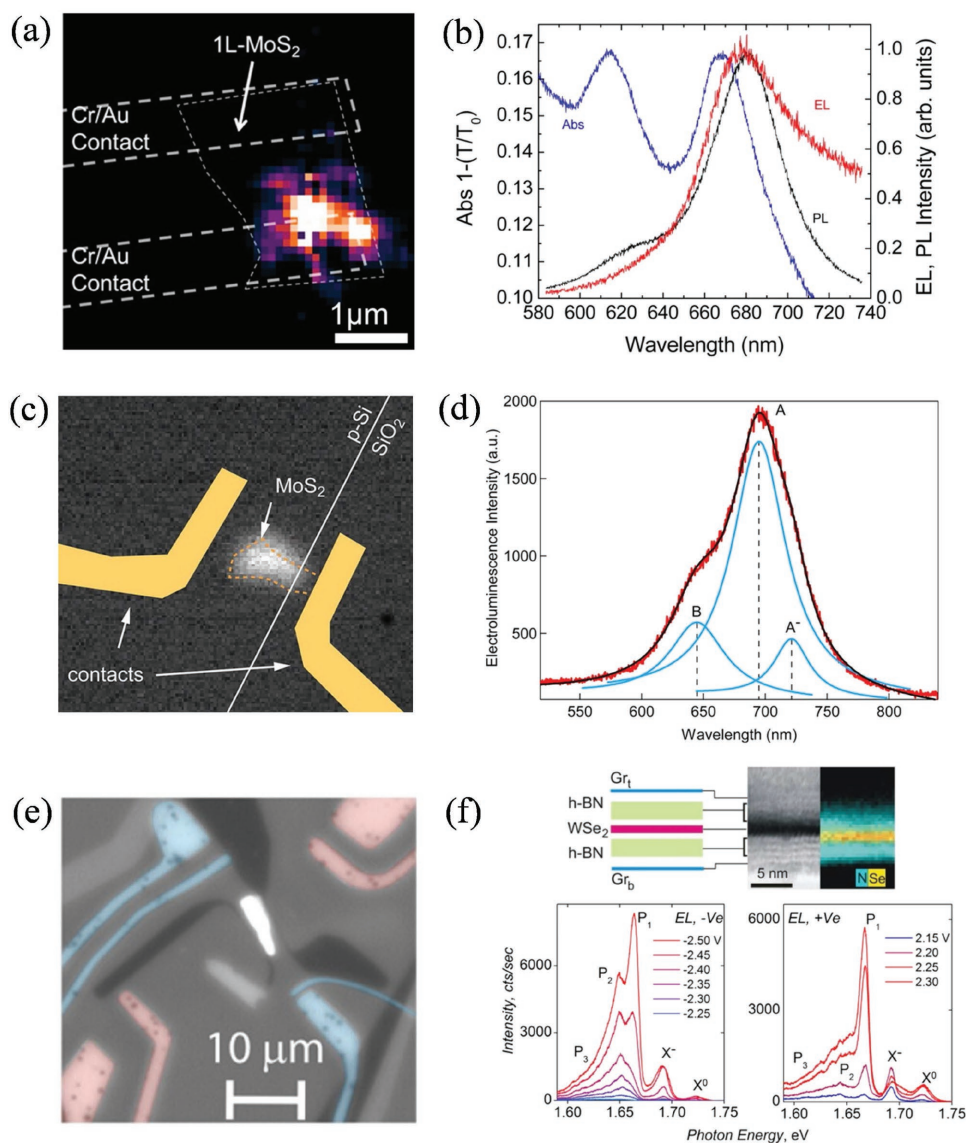 (a)
1L-MoS₂
Cr/Au
Contact
Cr/Au
Contact
1μm
(b)
Abs 1-(T/T₀)
0.17
0.16
0.15
0.14
0.13
0.12
0.11
0.10
Abs
EL
PL
1.0
0.8
0.6
0.4
0.2
0.0
EL, PL Intensity (arb. units)
580 600 620 640 660 680 700 720 740
Wavelength (nm)
(c)
p-Si
SiO₂
MoS₂
contacts
(d)
Electroluminescence Intensity (a.u.)
2000
1500
1000
500
A
B
A⁻
550 600 650 700 750 800
Wavelength (nm)
(e)
10 μm
(f)
Grₜ
h-BN
WSe₂
h-BN
Gr_b
5 nm
N Se
Intensity, cts/sec
6000
3000
0
EL, -Ve
P₁
P₂
P₃
X⁻
X⁰
-2.50 V
-2.45
-2.40
-2.35
-2.30
-2.25
1.60 1.65 1.70 1.75
6000
3000
0
EL, +Ve
P₁
P₃
P₂
X⁻
X⁰
2.15 V
2.20
2.25
2.30
1.60 1.65 1.70 1.75
Photon Energy, eV